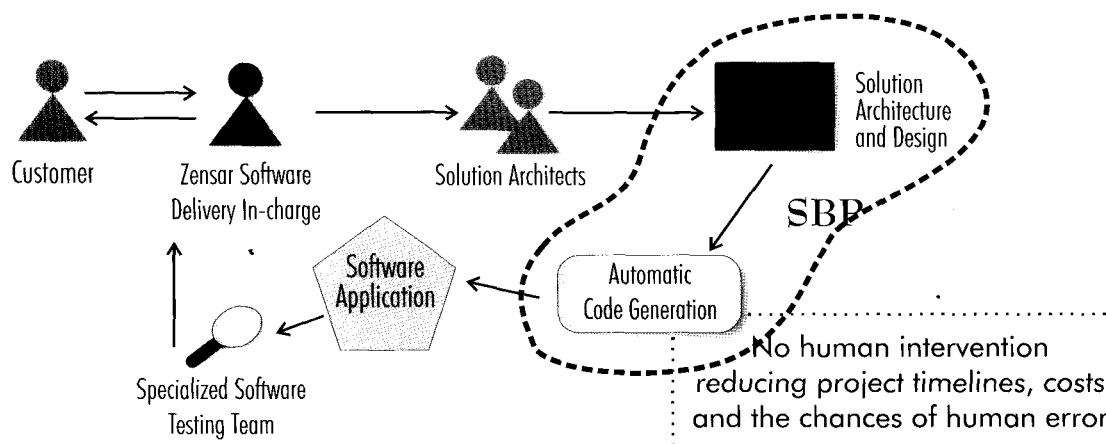 Customer
Zensar Software
Delivery In-charge
Solution Architects
Solution
Architecture
and Design
SBP
Automatic
Code Generation
Software
Application
Specialized Software
Testing Team
No human intervention
reducing project timelines, costs
and the chances of human error